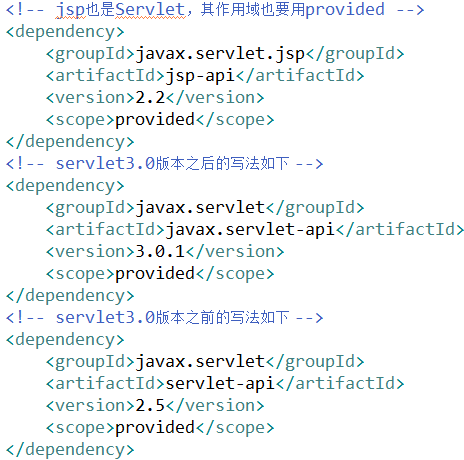 <!-- jsp也是Servlet，其作用域也要用provided -->
<dependency>
    <groupId>javax.servlet.jsp</groupId>
    <artifactId>jsp-api</artifactId>
    <version>2.2</version>
    <scope>provided</scope>
</dependency>
<!-- servlet3.0版本之后的写法如下 -->
<dependency>
    <groupId>javax.servlet</groupId>
    <artifactId>javax.servlet-api</artifactId>
    <version>3.0.1</version>
    <scope>provided</scope>
</dependency>
<!-- servlet3.0版本之前的写法如下 -->
<dependency>
    <groupId>javax.servlet</groupId>
    <artifactId>servlet-api</artifactId>
    <version>2.5</version>
    <scope>provided</scope>
</dependency>